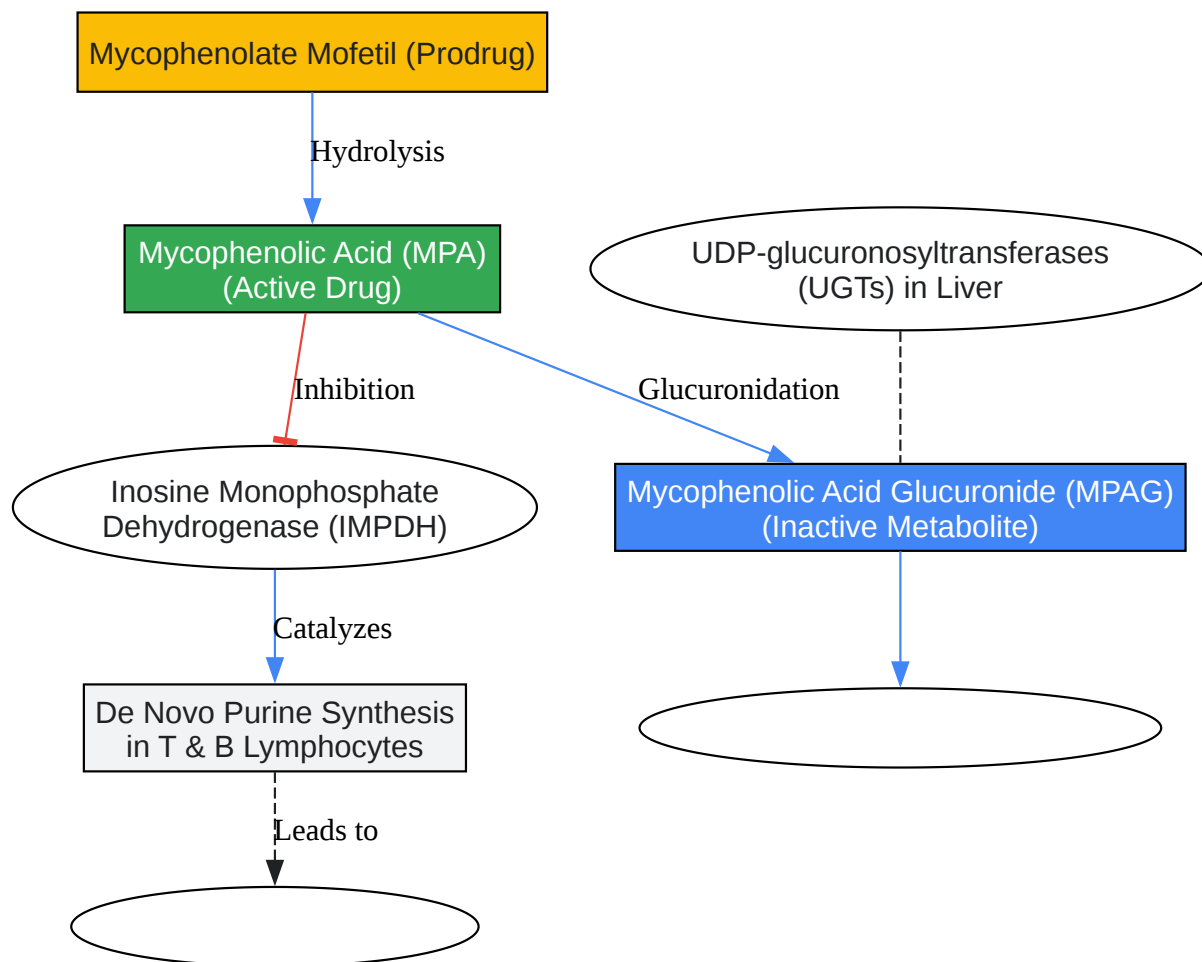 Mycophenolate Mofetil (Prodrug)
Hydrolysis
Mycophenolic Acid (MPA)
(Active Drug)
UDP-glucuronosyltransferases
(UGTs) in Liver
Inhibition
Glucuronidation
Inosine Monophosphate
Dehydrogenase (IMPDH)
Mycophenolic Acid Glucuronide (MPAG)
(Inactive Metabolite)
Catalyzes
De Novo Purine Synthesis
in T & B Lymphocytes
Leads to